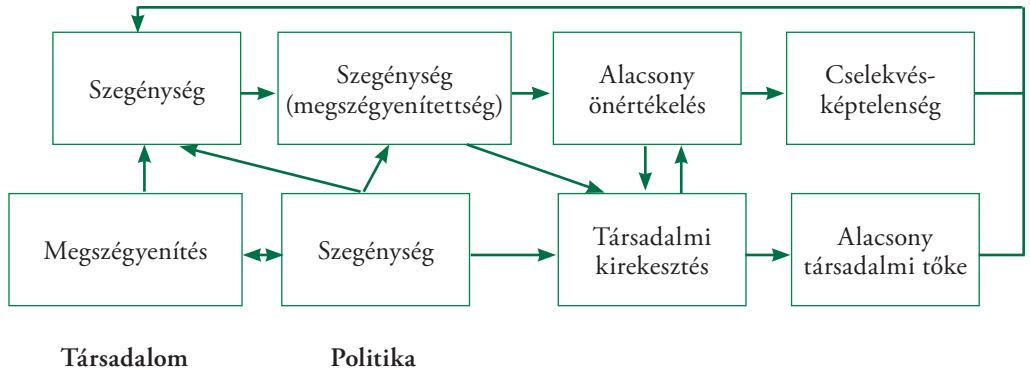 Szegénység
Szegénység
(megszégyenítettség)
Alacsony
önértékelés
Cselekvés-
képtelenség
Megszégyenítés
Szegénység
Társadalmi
kirekesztés
Alacsony
társadalmi tőke
Társadalom
Politika